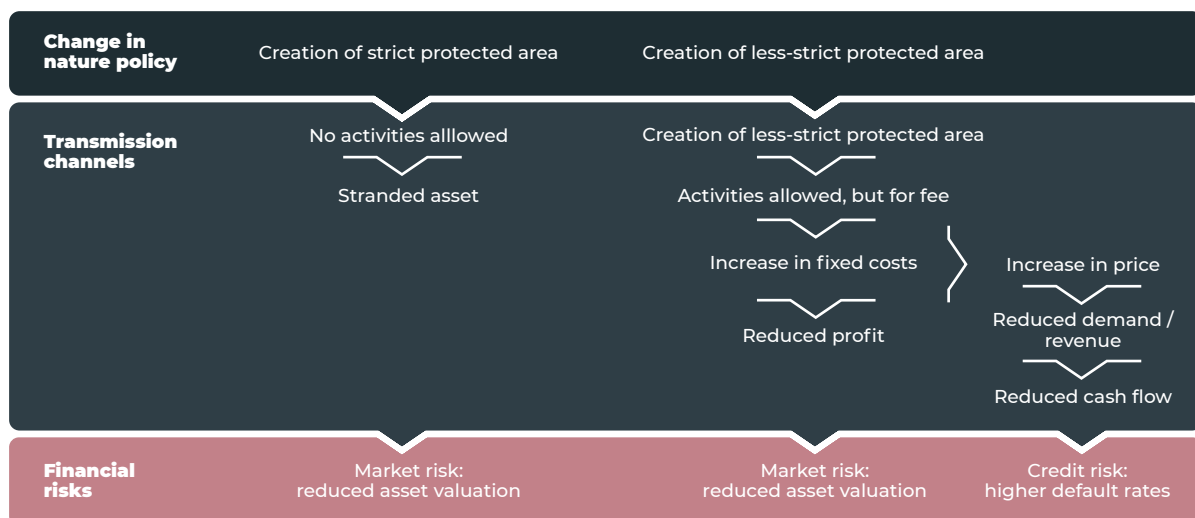 Change in
nature policy
Creation of strict protected area
Creation of less-strict protected area
Transmission
channels
No activities alllowed
Stranded asset
Creation of less-strict protected area
Activities allowed, but for fee
Increase in fixed costs
Reduced profit
Increase in price
Reduced demand /
revenue
Reduced cash flow
Financial
risks
Market risk:
reduced asset valuation
Market risk:
reduced asset valuation
Credit risk:
higher default rates